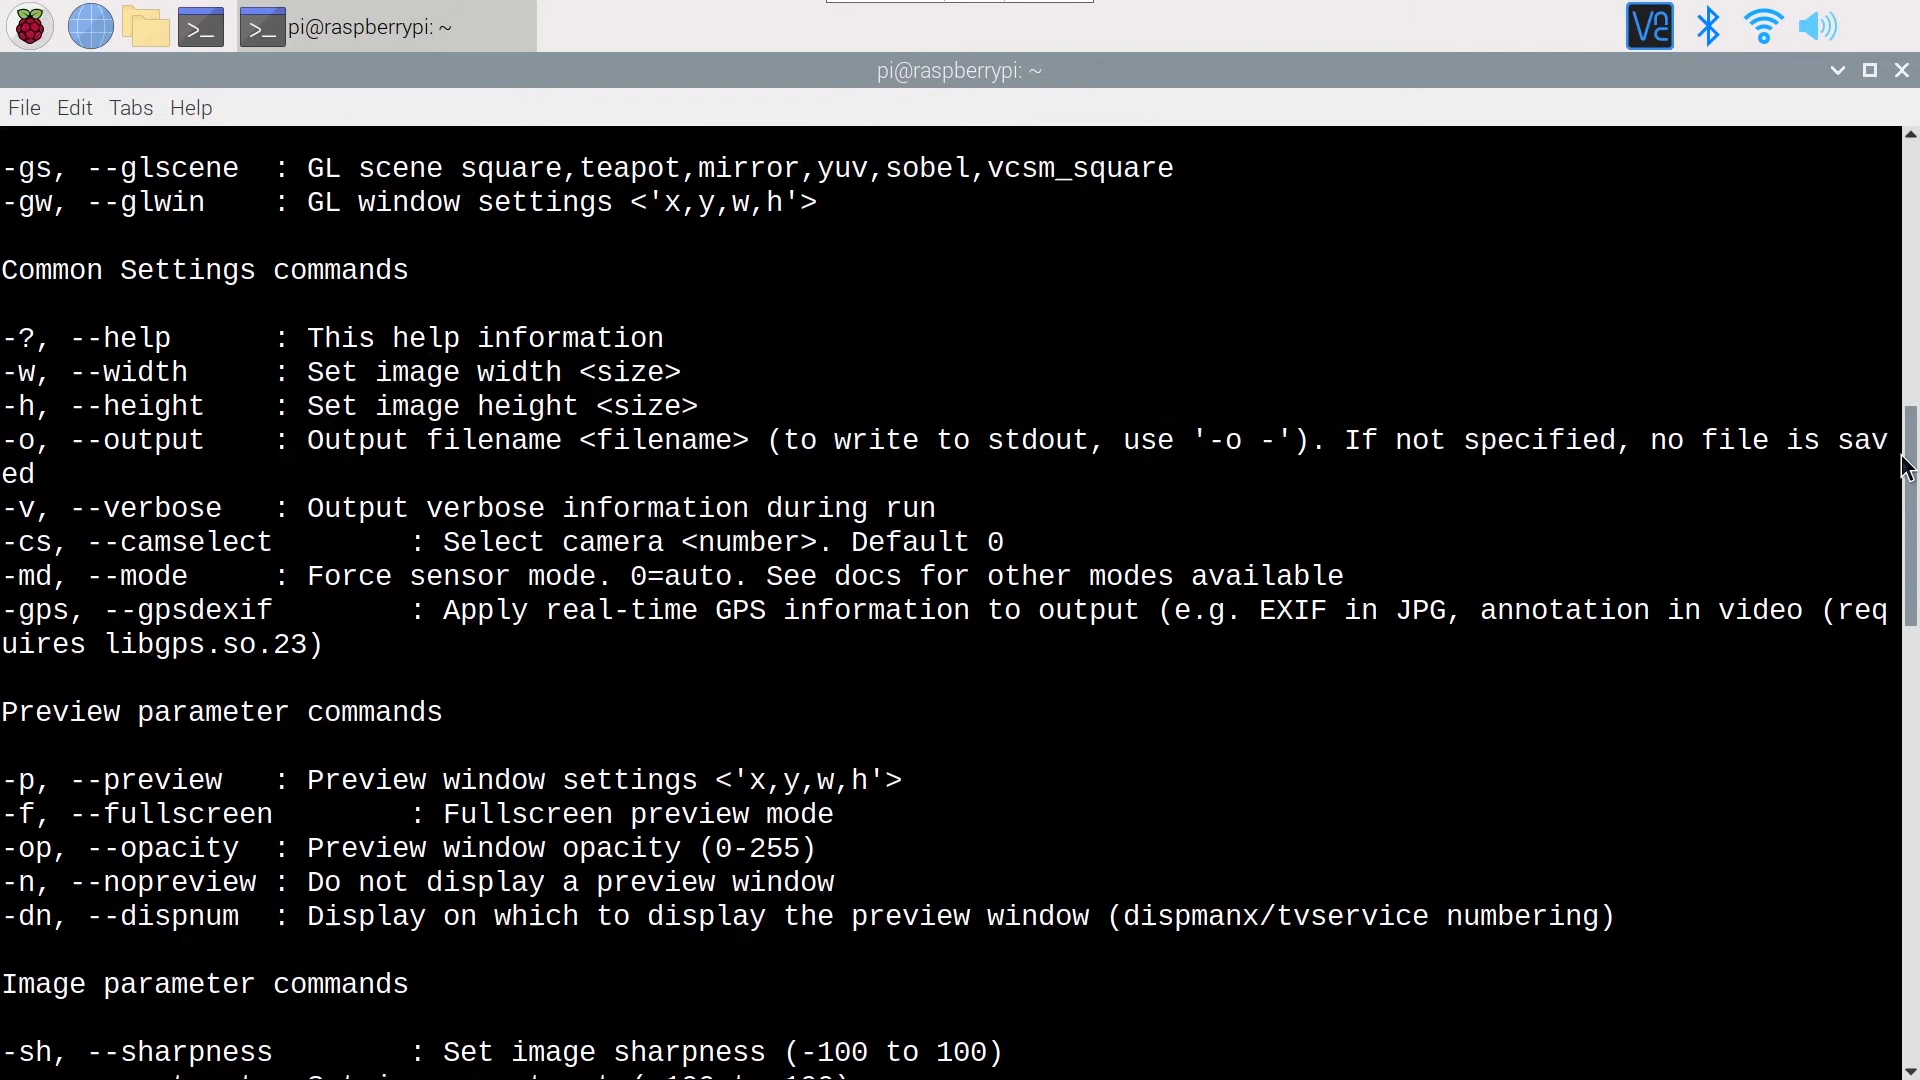 pi@raspberrypi: ~
pi@raspberrypi: ~
File Edit Tabs Help
-gs, --glscene : GL scene square,teapot,mirror,yuv,sobel,vcsm_square
-gw, --glwin : GL window settings <'x,y,w,h'>
Common Settings commands
-?, --help : This help information
-w, --width : Set image width <size>
-h, --height : Set image height <size>
-o, --output : Output filename <filename> (to write to stdout, use '-o -'). If not specified, no file is sav
ed
-v, --verbose : Output verbose information during run
-cs, --camselect : Select camera <number>. Default 0
-md, --mode : Force sensor mode. 0=auto. See docs for other modes available
-gps, --gpsdexif : Apply real-time GPS information to output (e.g. EXIF in JPG, annotation in video (req
uires libgps.so.23)
Preview parameter commands
-p, --preview : Preview window settings <'x,y,w,h'>
-f, --fullscreen : Fullscreen preview mode
-op, --opacity : Preview window opacity (0-255)
-n, --nopreview : Do not display a preview window
-dn, --dispnum : Display on which to display the preview window (dispmanx/tvservice numbering)
Image parameter commands
-sh, --sharpness : Set image sharpness (-100 to 100)